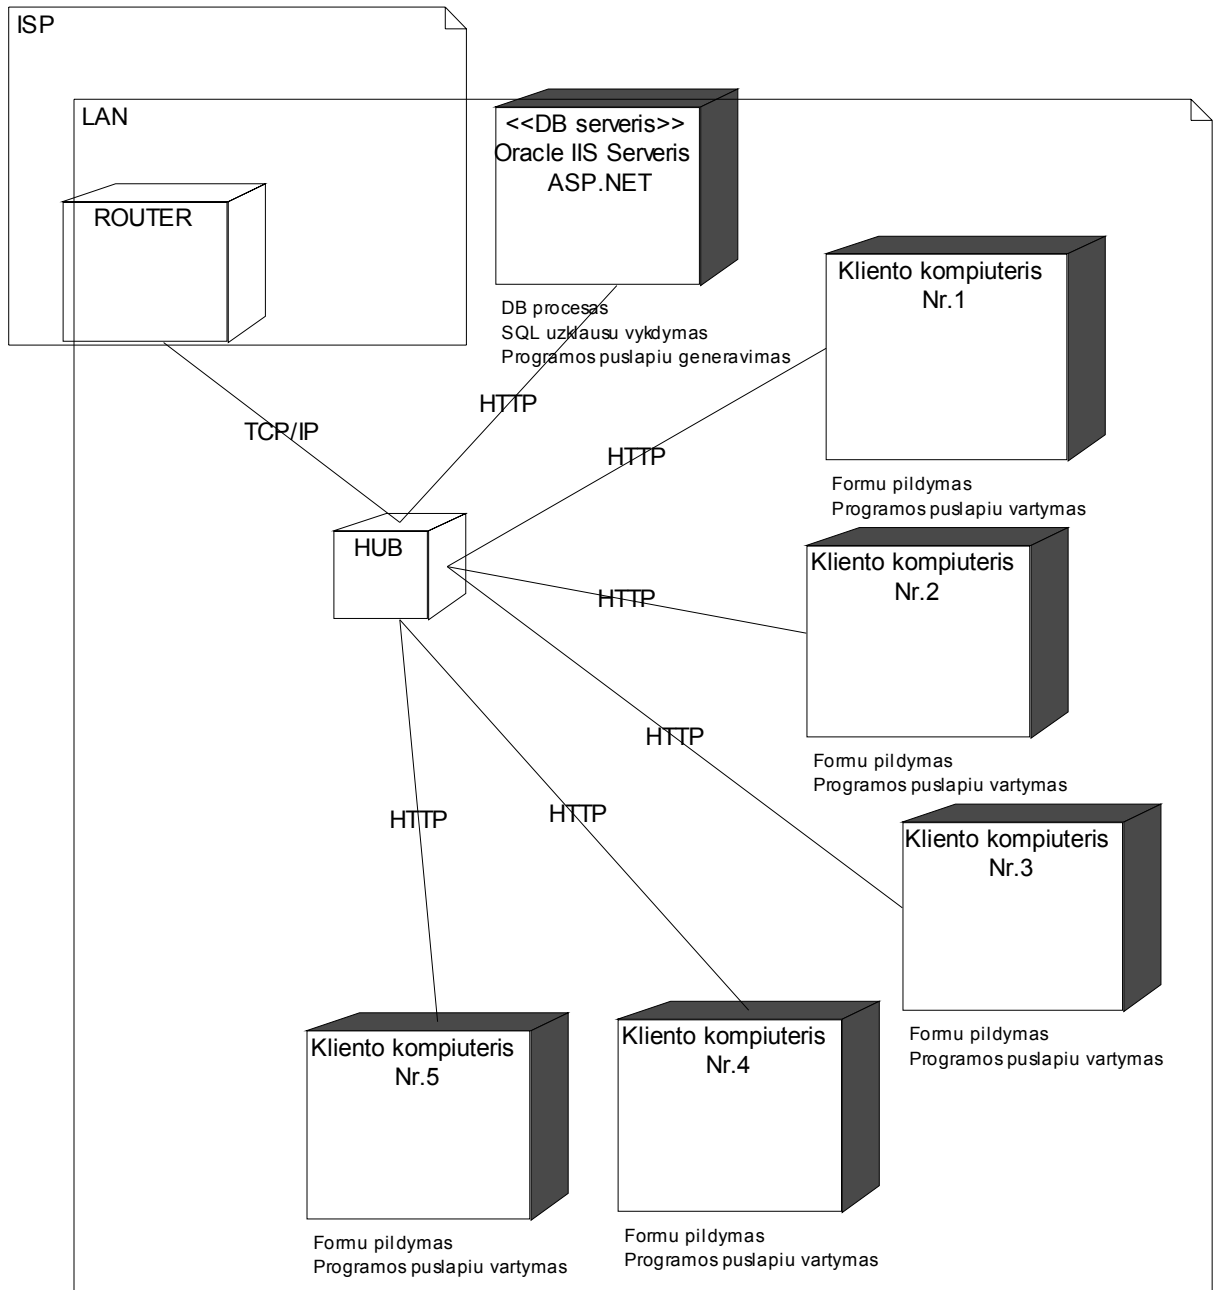 ISP
LAN
<<DB serveris>>
Oracle IIS Serveris
ASP.NET
ROUTER
Kliento kompiuteris
Nr.1
DB procesas
SQL uzklausu vykdymas
Programos puslapiu generavimas
HTTP
TCP/IP
HTTP
Formu pildymas
Programos puslapiu vartymas
HUB
Kliento kompiuteris
Nr.2
HTTP
HTTP
Formu pildymas
Programos puslapiu vartymas
HTTP
HTTP
Kliento kompiuteris
Nr.3
Formu pildymas
Programos puslapiu vartymas
Kliento kompiuteris
Nr.4
Kliento kompiuteris
Nr.5
Formu pildymas
Programos puslapiu vartymas
Formu pildymas
Programos puslapiu vartymas